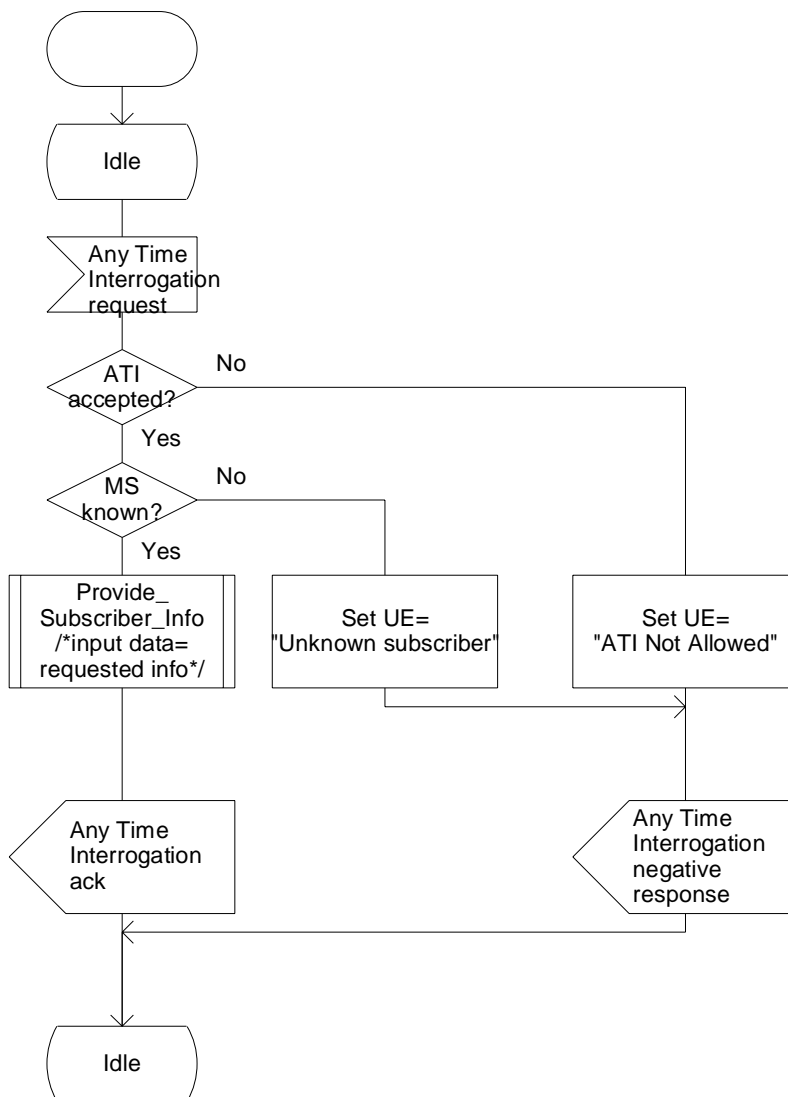 Idle
Any Time
Interrogation
request
ATI
accepted?
No
Yes
MS
known?
No
Yes
Provide_
Subscriber_Info
/*input data=
requested info*/
Set UE=
"Unknown subscriber"
Set UE=
"ATI Not Allowed"
Any Time
Interrogation
ack
Any Time
Interrogation
negative
response
Idle